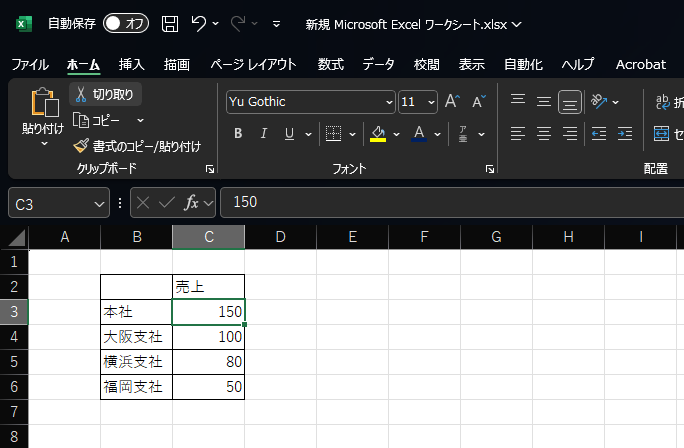 自動保存 オフ 新規 Microsoft Excel ワークシート.xlsx
ファイル ホーム 挿入 描画 ページ レイアウト 数式 データ 校閲 表示 自動化 ヘルプ Acrobat
貼り付け
切り取り
コピー
書式のコピー/貼り付け
クリップボード
Yu Gothic 11 A A
B I U A ア 亜
フォント
ab 折
セ
配置
C3 fx 150
A B C D E F G H I
1
2 売上
3 本社 150
4 大阪支社 100
5 横浜支社 80
6 福岡支社 50
7
8